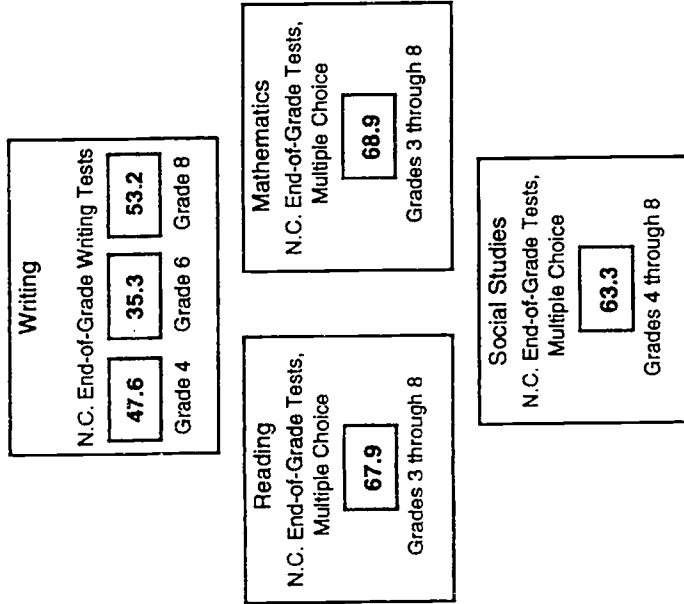 Writing
N.C. End-of-Grade Writing Tests
47.6 35.3 53.2
Grade 4 Grade 6 Grade 8
Reading
N.C. End-of-Grade Tests,
Multiple Choice
67.9
Grades 3 through 8
Mathematics
N.C. End-of-Grade Tests,
Multiple Choice
68.9
Grades 3 through 8
Social Studies
N.C. End-of-Grade Tests,
Multiple Choice
63.3
Grades 4 through 8